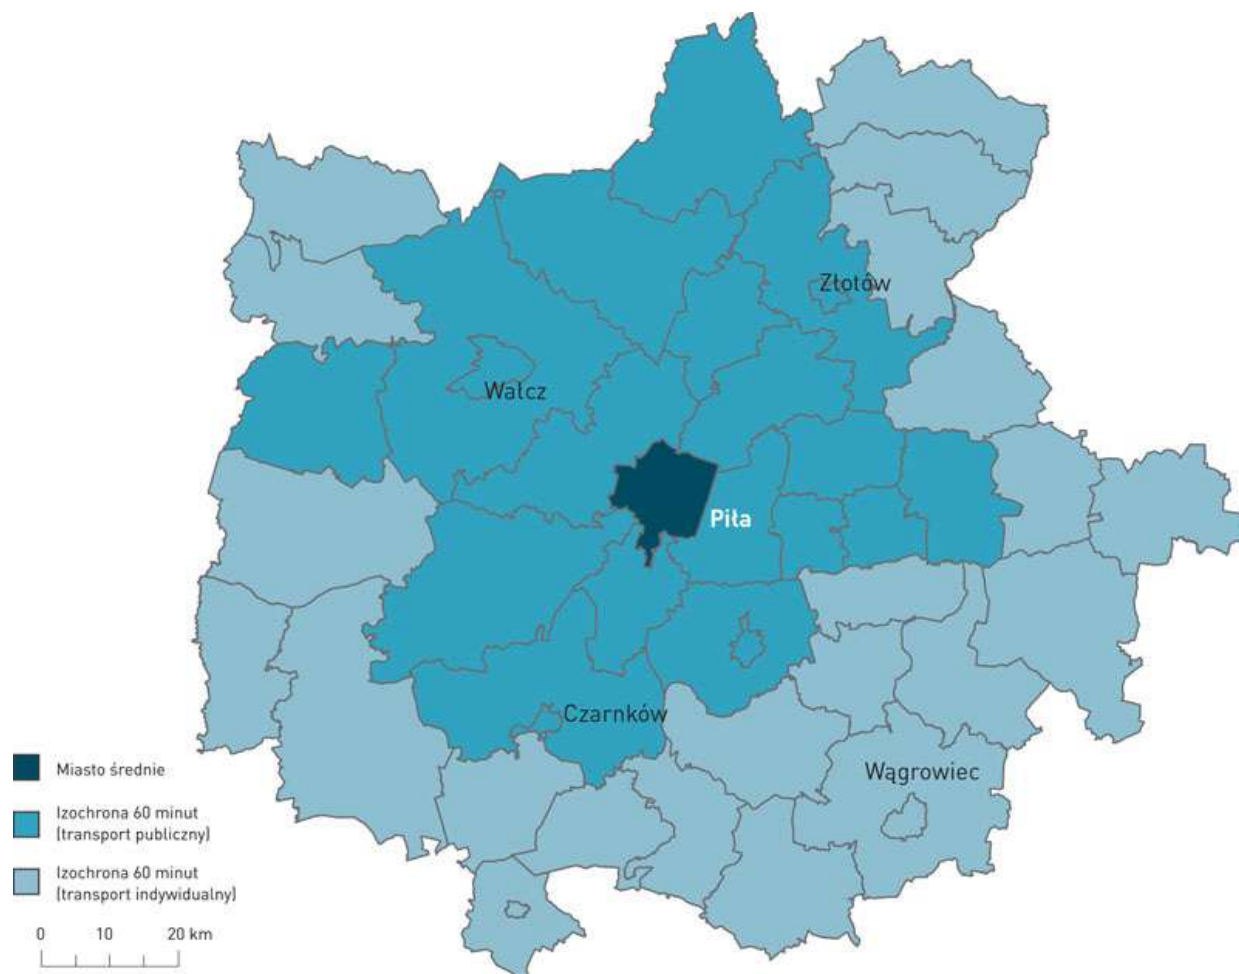 Złotów
Wałcz
Piła
Czarnków
Wągrowiec
Miasto średnie
Izochrona 60 minut
(transport publiczny)
Izochrona 60 minut
(transport indywidualny)
0 10 20 km